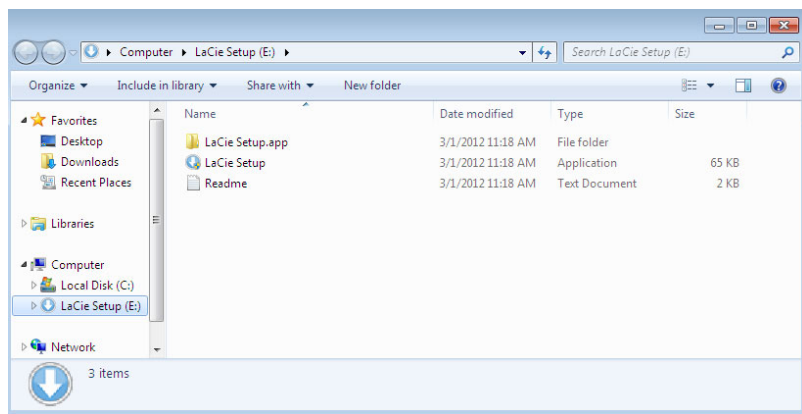 Computer LaCie Setup (E:)
Search LaCie Setup (E:)
Organize Include in library Share with New folder
Name Date modified Type Size
Favorites
Desktop
Downloads
Recent Places
Libraries
Computer
Local Disk (C:)
LaCie Setup (E:)
Network
LaCie Setup.app 3/1/2012 11:18 AM File folder
LaCie Setup 3/1/2012 11:18 AM Application 65 KB
Readme 3/1/2012 11:18 AM Text Document 2 KB
3 items